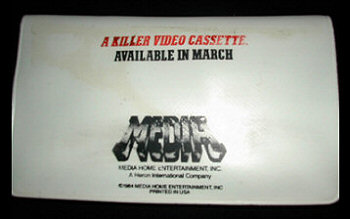 A KILLER VIDEO CASSETTE.
AVAILABLE IN MARCH
MEDIA
MEDIA HOME ENTERTAINMENT, INC.
A Heron International Company
©1984 MEDIA HOME ENTERTAINMENT, INC
PRINTED IN USA